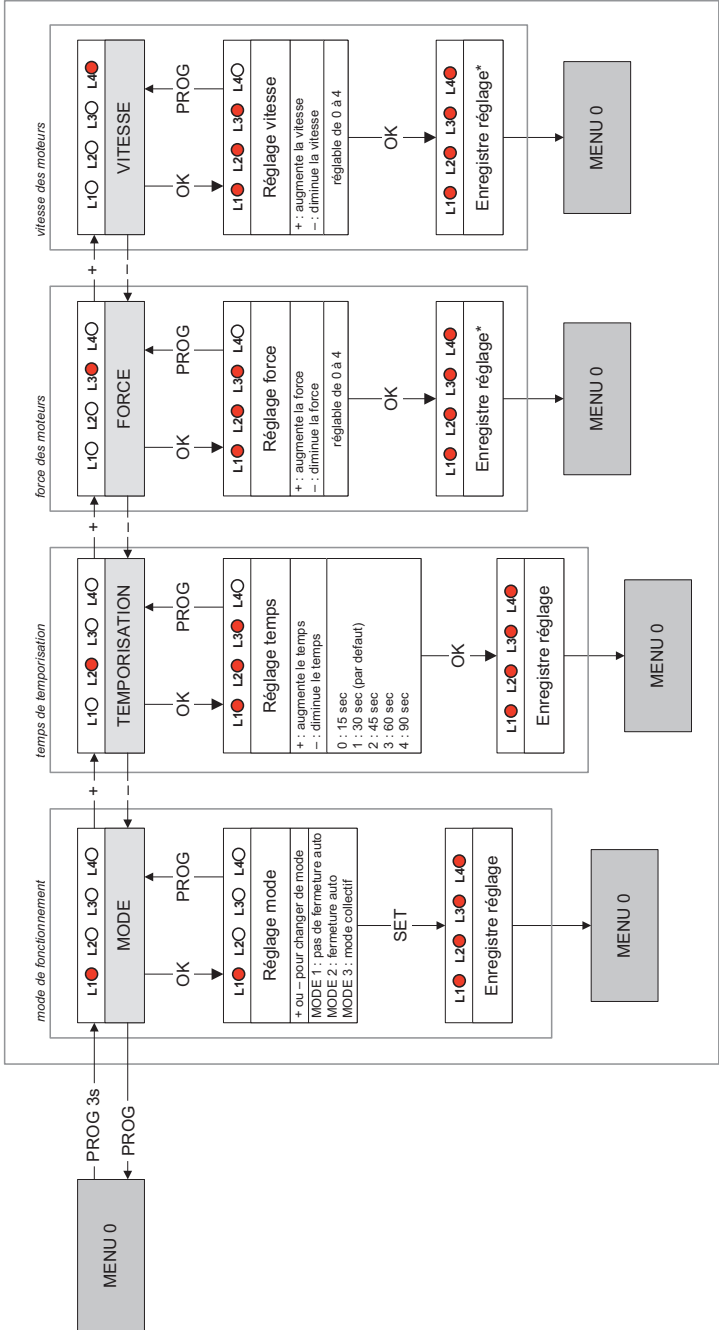 MENU 0
PROG 3s
PROG
mode de fonctionnement
L1 L2 L3 L4
MODE
OK
PROG
L1 L2 L3 L4
Réglage mode
+ ou – pour changer de mode
MODE 1 : pas de fermeture auto
MODE 2 : fermeture auto
MODE 3 : mode collectif
SET
L1 L2 L3 L4
Enregistre réglage
MENU 0
+
–
temps de temporisation
L1 L2 L3 L4
TEMPORISATION
OK
PROG
L1 L2 L3 L4
Réglage temps
+ : augmente le temps
– : diminue le temps
0 : 15 sec
1 : 30 sec (par defaut)
2 : 45 sec
3 : 60 sec
4 : 90 sec
OK
L1 L2 L3 L4
Enregistre réglage
MENU 0
+
–
force des moteurs
L1 L2 L3 L4
FORCE
OK
PROG
L1 L2 L3 L4
Réglage force
+ : augmente la force
– : diminue la force
réglable de 0 à 4
OK
L1 L2 L3 L4
Enregistre réglage*
MENU 0
+
–
vitesse des moteurs
L1 L2 L3 L4
VITESSE
OK
PROG
L1 L2 L3 L4
Réglage vitesse
+ : augmente la vitesse
– : diminue la vitesse
réglable de 0 à 4
OK
L1 L2 L3 L4
Enregistre réglage*
MENU 0